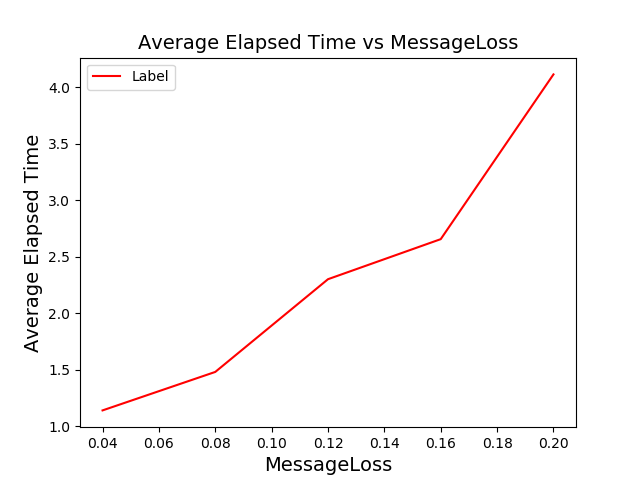 Average Elapsed Time vs MessageLoss
Label
4.0
3.5
3.0
2.5
2.0
1.5
1.0
Average Elapsed Time
0.04 0.06 0.08 0.10 0.12 0.14 0.16 0.18 0.20
MessageLoss